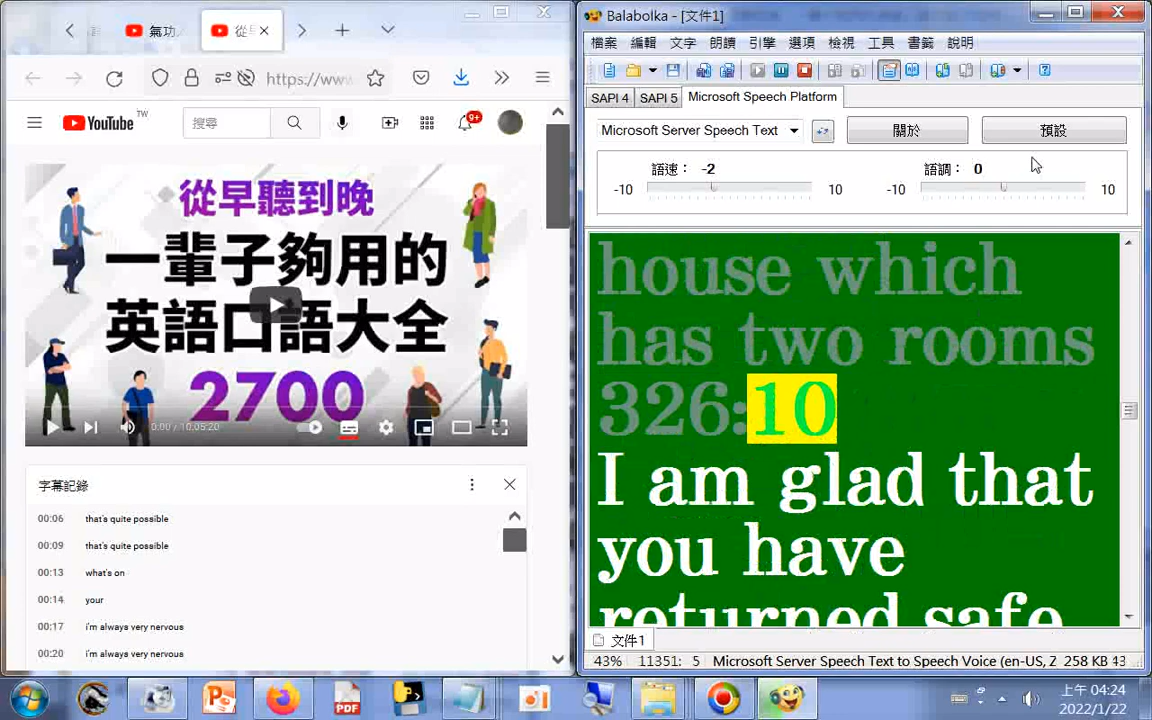 氣功
從早
https://www
YouTube TW
搜尋
9+
從早聽到晚
一輩子夠用的
英語口語大全
2700
0:00 / 10:05:20
字幕記錄
00:06 that's quite possible
00:09 that's quite possible
00:13 what's on
00:14 your
00:17 i'm always very nervous
00:20 i'm always very nervous
Balabolka - [文件1]
檔案 編輯 文字 朗讀 引擎 選項 檢視 工具 書籤 說明
SAPI 4 SAPI 5 Microsoft Speech Platform
Microsoft Server Speech Text 關於 預設
語速： -2 語調： 0
-10 10 -10 10
house which
has two rooms
326:10
I am glad that
you have
returned safe
文件1
43% 11351: 5 Microsoft Server Speech Text to Speech Voice (en-US, Z 258 KB 43
PDF
上午 04:24
2022/1/22